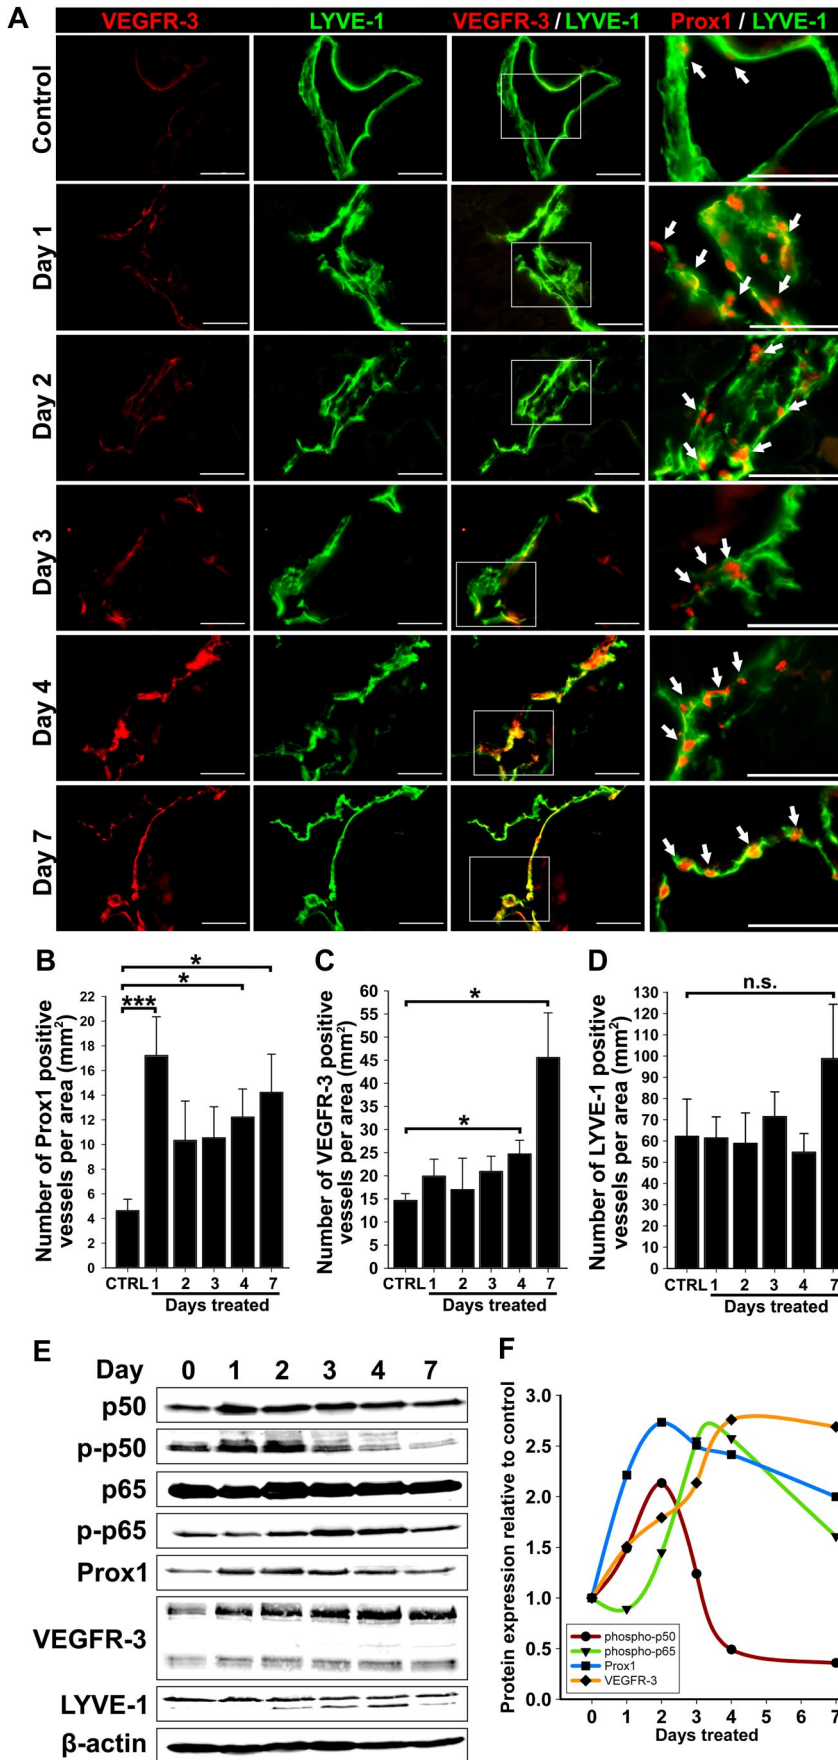 A
VEGFR-3
LYVE-1
VEGFR-3 / LYVE-1
Prox1 / LYVE-1
Control
Day 1
Day 2
Day 3
Day 4
Day 7
B
Number of Prox1 positive
vessels per area (mm²)
22
20
18
16
14
12
10
8
6
4
2
0
***
*
*
CTRL 1 2 3 4 7
Days treated
C
Number of VEGFR-3 positive
vessels per area (mm²)
60
55
50
45
40
35
30
25
20
15
10
5
0
*
*
CTRL 1 2 3 4 7
Days treated
D
Number of LYVE-1 positive
vessels per area (mm²)
130
120
110
100
90
80
70
60
50
40
30
20
10
0
n.s.
CTRL 1 2 3 4 7
Days treated
E
Day 0 1 2 3 4 7
p50
p-p50
p65
p-p65
Prox1
VEGFR-3
LYVE-1
β-actin
F
Protein expression relative to control
3.0
2.5
2.0
1.5
1.0
0.5
0.0
phospho-p50
phospho-p65
Prox1
VEGFR-3
0 1 2 3 4 5 6 7
Days treated